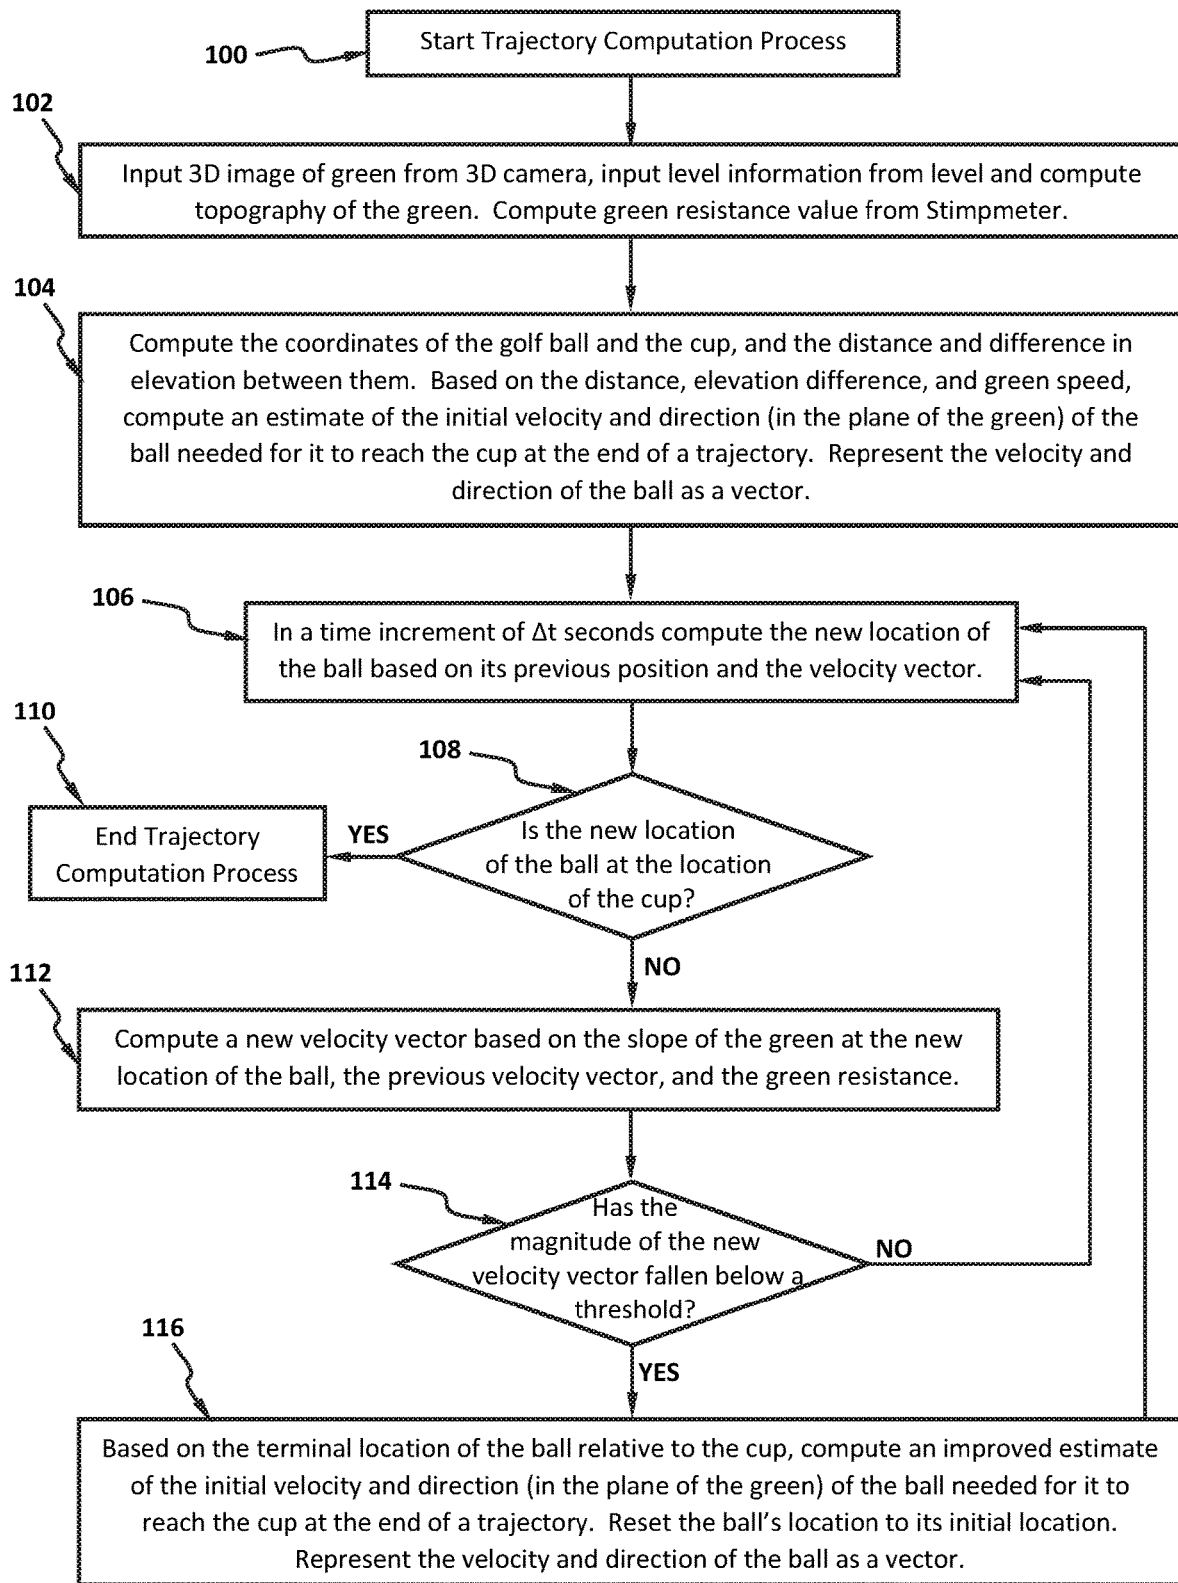 100
Start Trajectory Computation Process
102
Input 3D image of green from 3D camera, input level information from level and compute
topography of the green. Compute green resistance value from Stimpmeter.
104
Compute the coordinates of the golf ball and the cup, and the distance and difference in
elevation between them. Based on the distance, elevation difference, and green speed,
compute an estimate of the initial velocity and direction (in the plane of the green) of the
ball needed for it to reach the cup at the end of a trajectory. Represent the velocity and
direction of the ball as a vector.
106
In a time increment of Δt seconds compute the new location of
the ball based on its previous position and the velocity vector.
110
End Trajectory
Computation Process
YES
108
Is the new location
of the ball at the location
of the cup?
NO
112
Compute a new velocity vector based on the slope of the green at the new
location of the ball, the previous velocity vector, and the green resistance.
114
Has the
magnitude of the new
velocity vector fallen below a
threshold?
NO
YES
116
Based on the terminal location of the ball relative to the cup, compute an improved estimate
of the initial velocity and direction (in the plane of the green) of the ball needed for it to
reach the cup at the end of a trajectory. Reset the ball's location to its initial location.
Represent the velocity and direction of the ball as a vector.